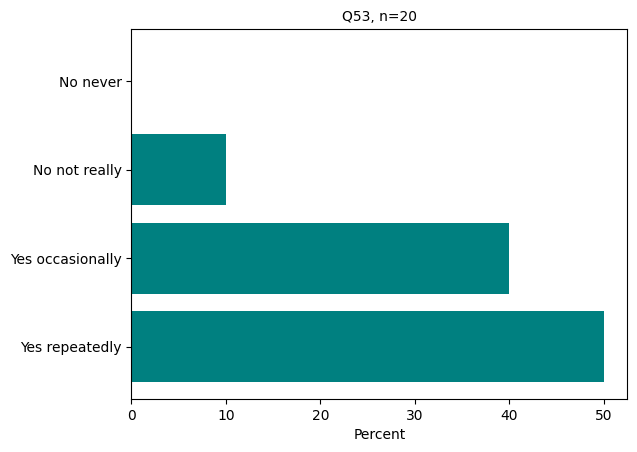 Q53, n=20
No never
No not really
Yes occasionally
Yes repeatedly
0 10 20 30 40 50
Percent